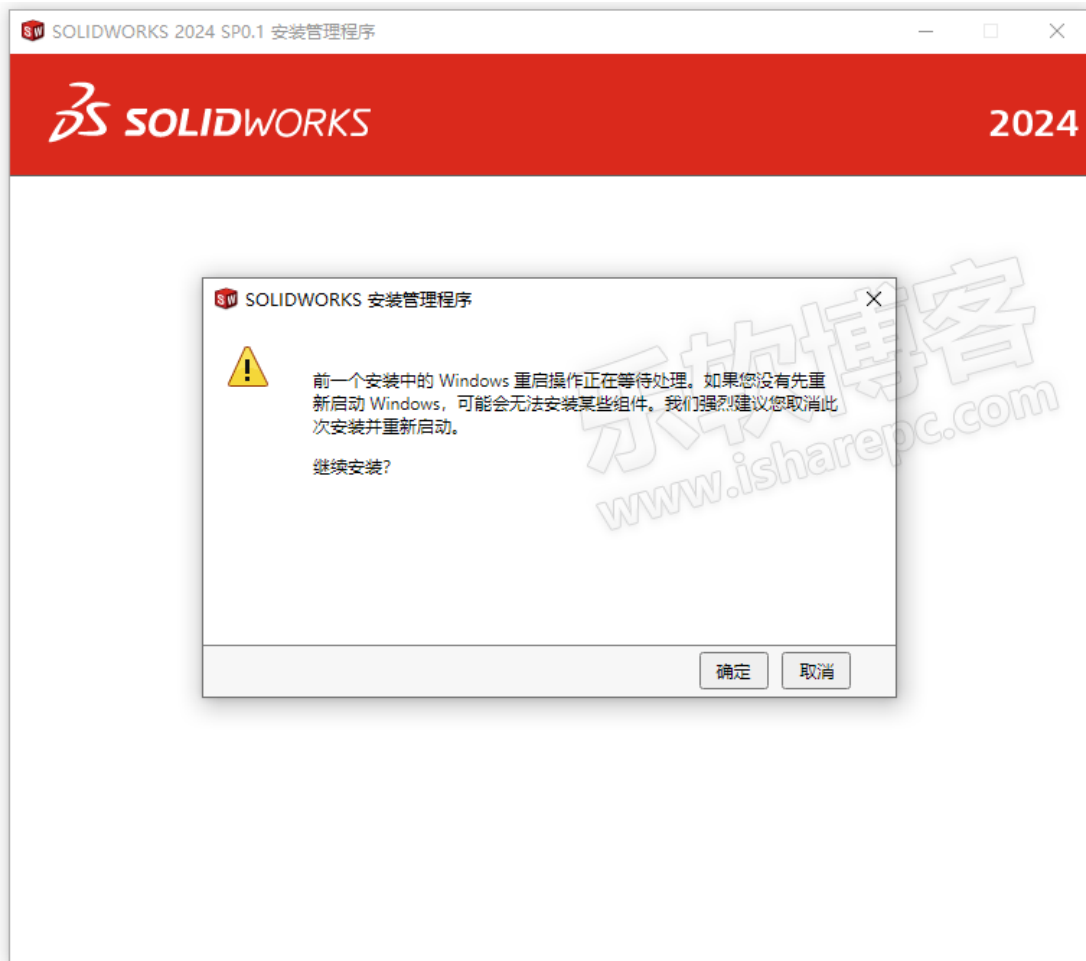 SOLIDWORKS 2024 SP0.1 安装管理程序
SOLIDWORKS
2024
SOLIDWORKS 安装管理程序
前一个安装中的 Windows 重启操作正在等待处理。如果您没有先重
新启动 Windows，可能会无法安装某些组件。我们强烈建议您取消此
次安装并重新启动。
继续安装?
确定
取消
乐软博客
www.isharepc.com